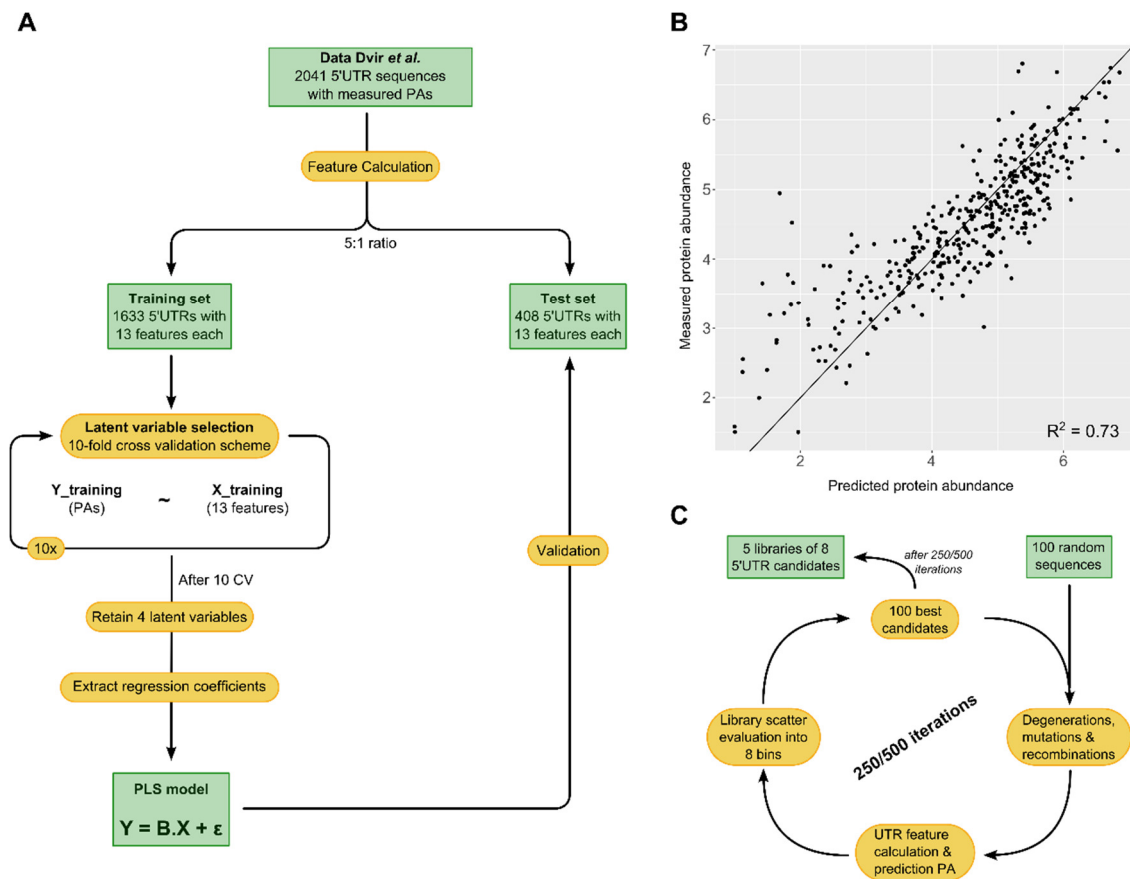 A
Data Dvir et al.
2041 5'UTR sequences
with measured PAs
Feature Calculation
5:1 ratio
Training set
1633 5'UTRs with
13 features each
Test set
408 5'UTRs with
13 features each
Latent variable selection
10-fold cross validation scheme
Y_training
(PAs)
~
X_training
(13 features)
10x
After 10 CV
Retain 4 latent variables
Extract regression coefficients
PLS model
Y = B.X + ε
Validation
B
7
6
5
4
3
2
2
4
6
Measured protein abundance
Predicted protein abundance
R² = 0.73
C
5 libraries of 8
5'UTR candidates
after 250/500
iterations
100 random
sequences
100 best
candidates
Library scatter
evaluation into
8 bins
250/500 iterations
Degenerations,
mutations &
recombinations
UTR feature
calculation &
prediction PA